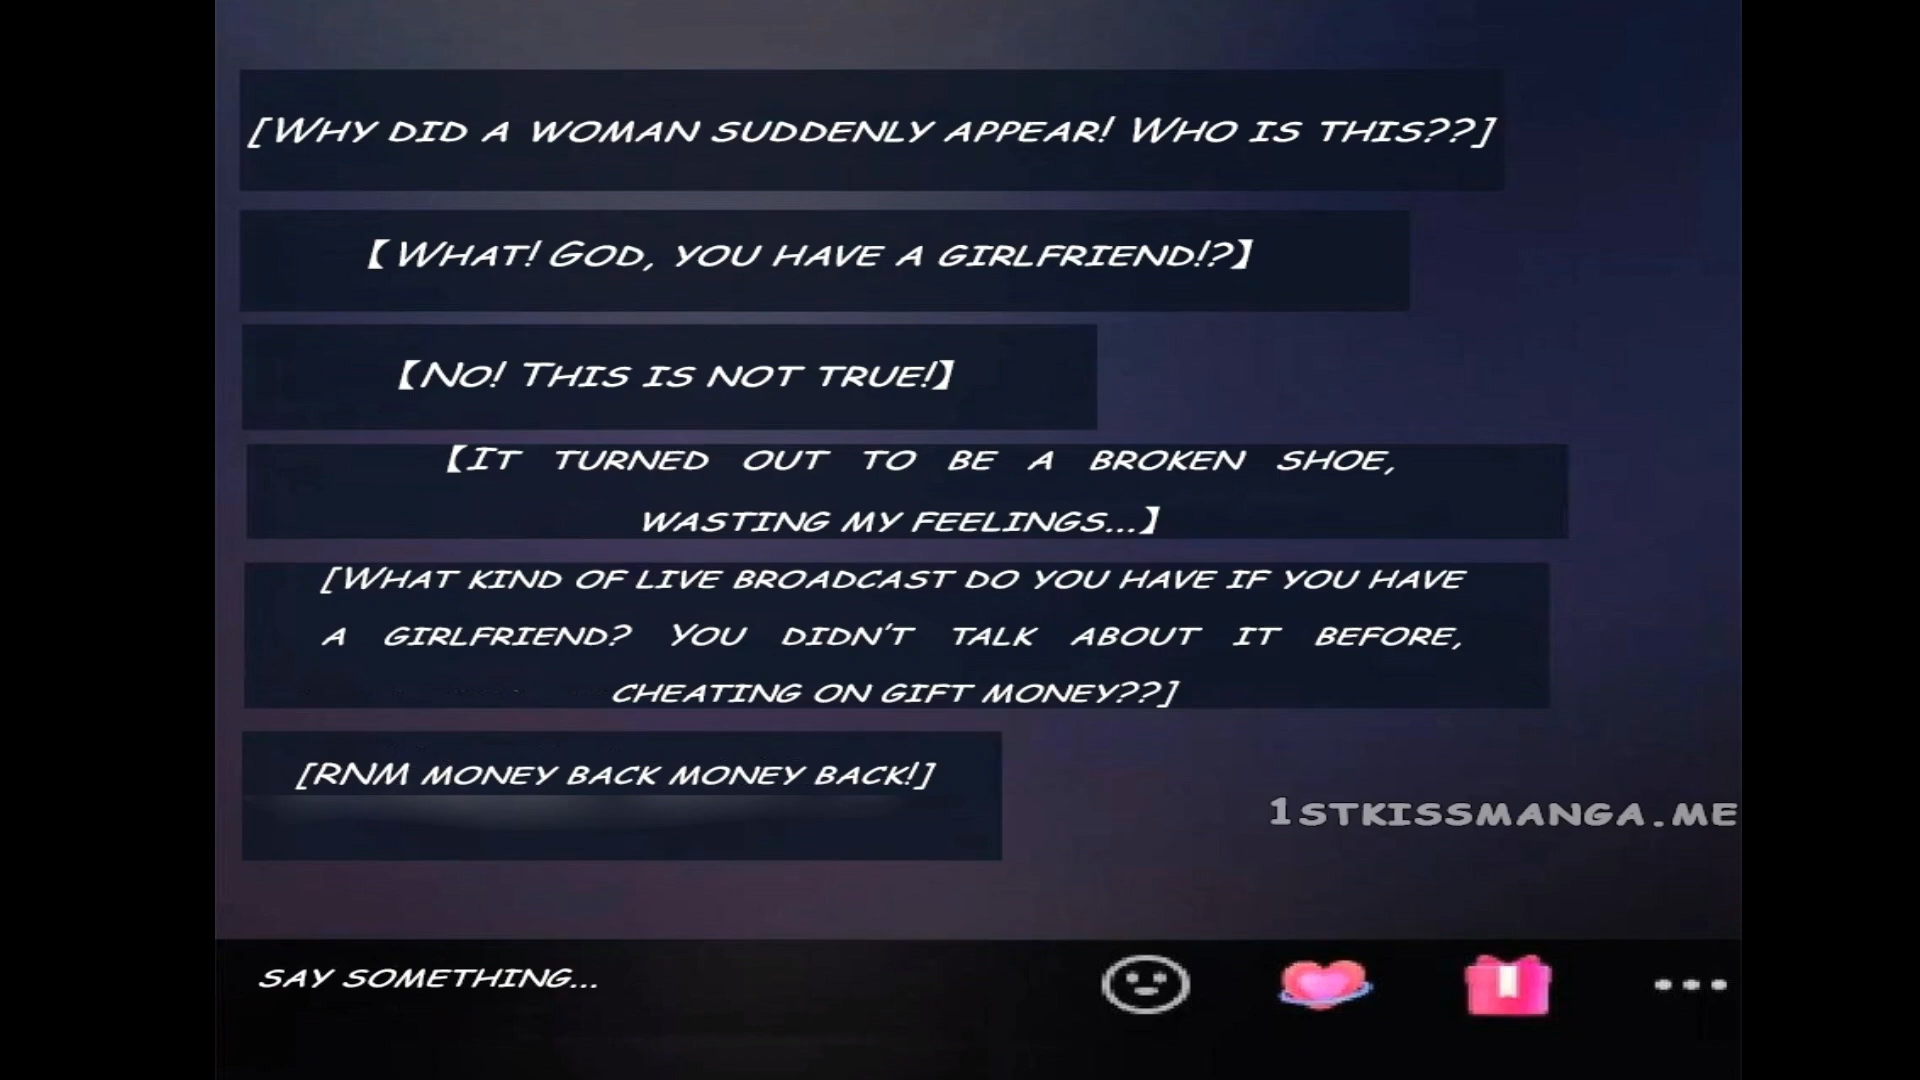 [Why did a woman suddenly appear! Who is this??]
【What! God, you have a girlfriend!?】
【No! This is not true!】
【It turned out to be a broken shoe,
wasting my feelings...】
[What kind of live broadcast do you have if you have
a girlfriend? You didn't talk about it before,
cheating on gift money??]
[RNM money back money back!]
1STKISSMANGA.ME
say something...